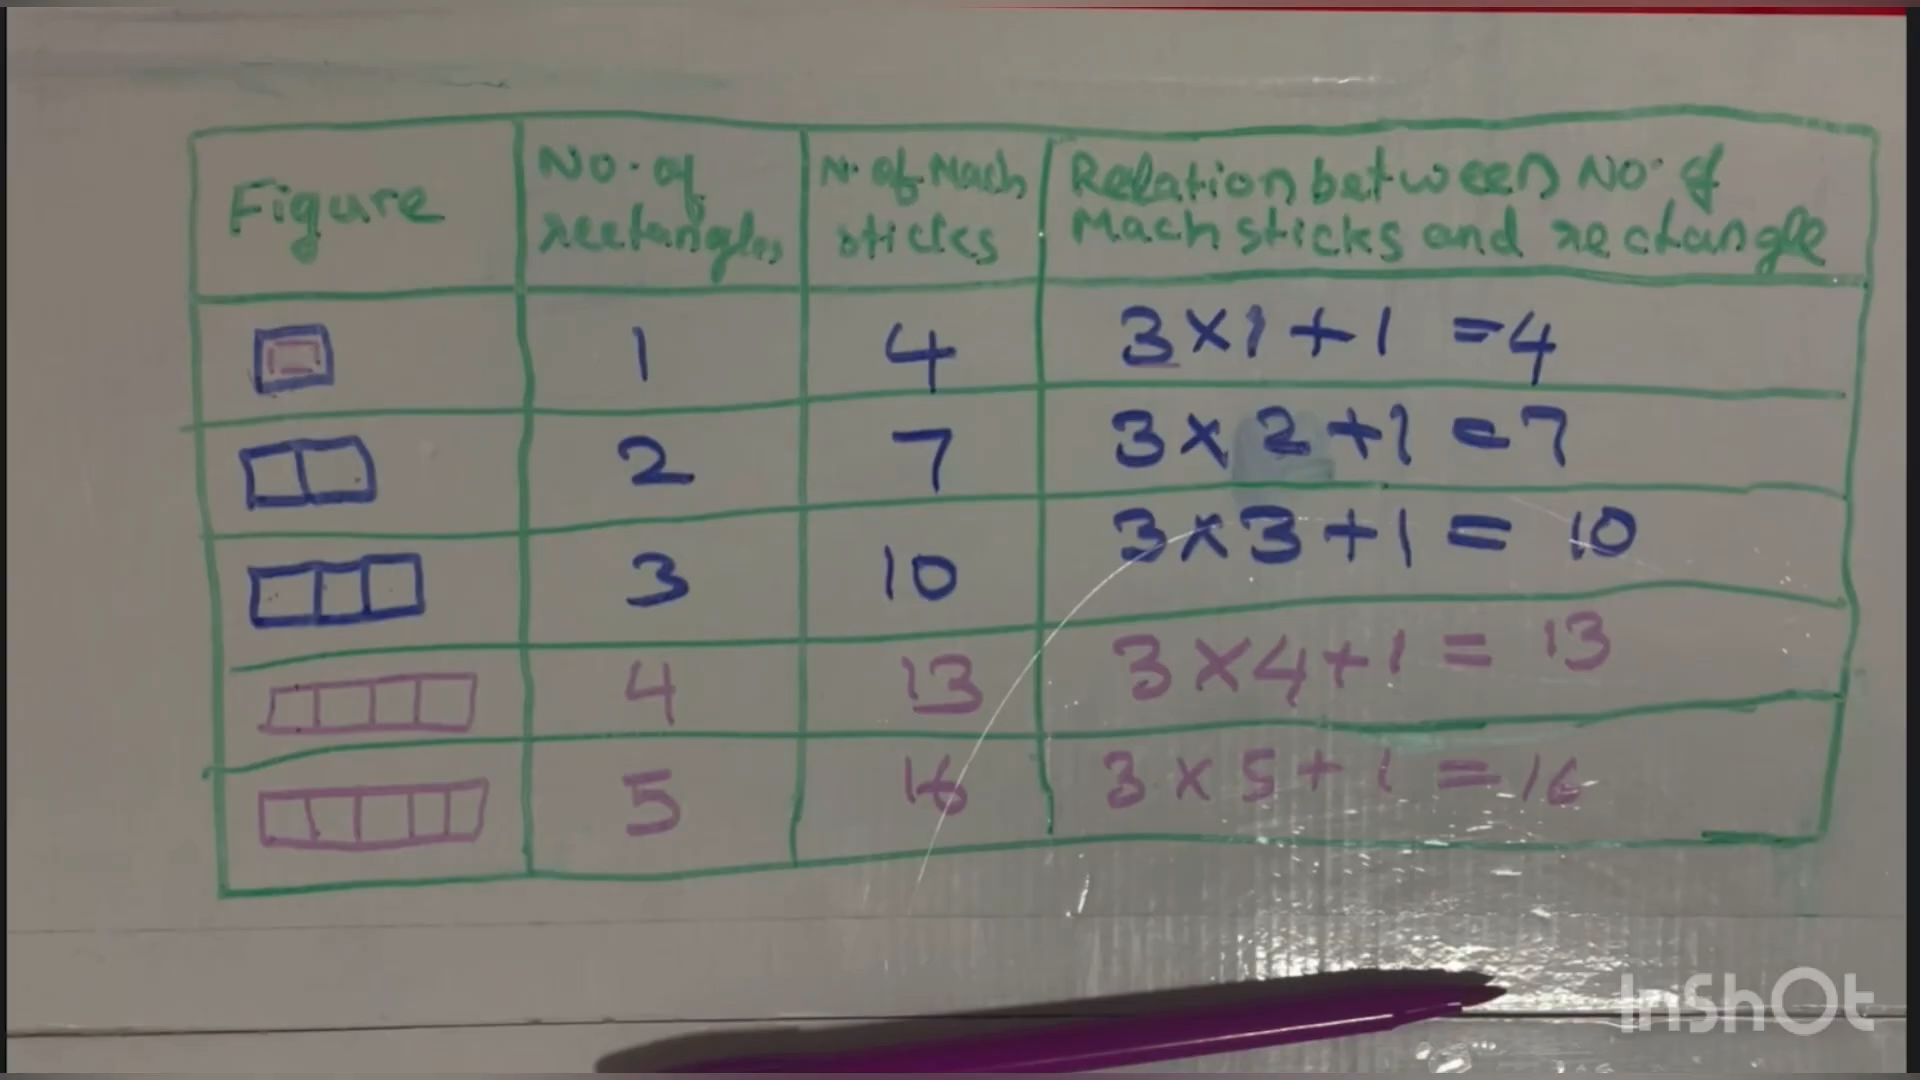 Figure
No. of
rectangles
N. of Mach
sticks
Relation between No. of
Mach sticks and rectangle
1
4
3 × 1 + 1 = 4
2
7
3 × 2 + 1 = 7
3
10
3 × 3 + 1 = 10
4
13
3 × 4 + 1 = 13
5
16
3 × 5 + 1 = 16
InShOt